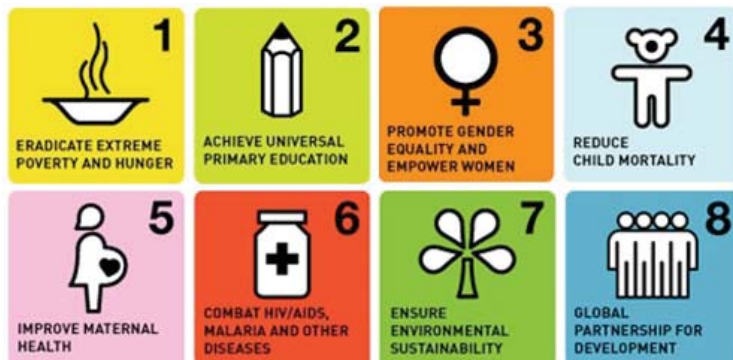 1
ERADICATE EXTREME
POVERTY AND HUNGER
2
ACHIEVE UNIVERSAL
PRIMARY EDUCATION
3
PROMOTE GENDER
EQUALITY AND
EMPOWER WOMEN
4
REDUCE
CHILD MORTALITY
5
IMPROVE MATERNAL
HEALTH
6
COMBAT HIV/AIDS,
MALARIA AND OTHER
DISEASES
7
ENSURE
ENVIRONMENTAL
SUSTAINABILITY
8
GLOBAL
PARTNERSHIP FOR
DEVELOPMENT